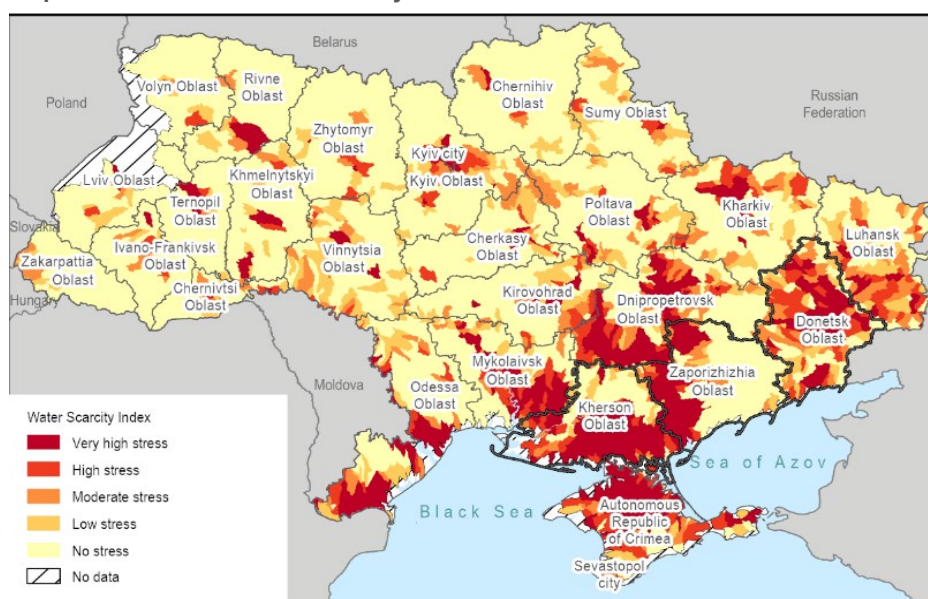 Belarus
Poland
Russian
Federation
Volyn Oblast
Rivne
Oblast
Chernihiv
Oblast
Sumy Oblast
Zhytomyr
Oblast
Kyiv city
Kyiv Oblast
Lviv Oblast
Khmelnytskyi
Oblast
Ternopil
Oblast
Poltava
Oblast
Kharkiv
Oblast
Luhansk
Oblast
Slovakia
Ivano-Frankivsk
Oblast
Zakarpattia
Oblast
Vinnytsia
Oblast
Cherkasy
Oblast
Hungary
Chernivtsi
Oblast
Kirovohrad
Oblast
Dnipropetrovsk
Oblast
Donetsk
Oblast
Moldova
Odessa
Oblast
Mykolaivsk
Oblast
Zaporizhizhia
Oblast
Kherson
Oblast
Sea of Azov
Black Sea
Autonomous
Republic
of Crimea
Sevastopol
city
Water Scarcity Index
Very high stress
High stress
Moderate stress
Low stress
No stress
No data